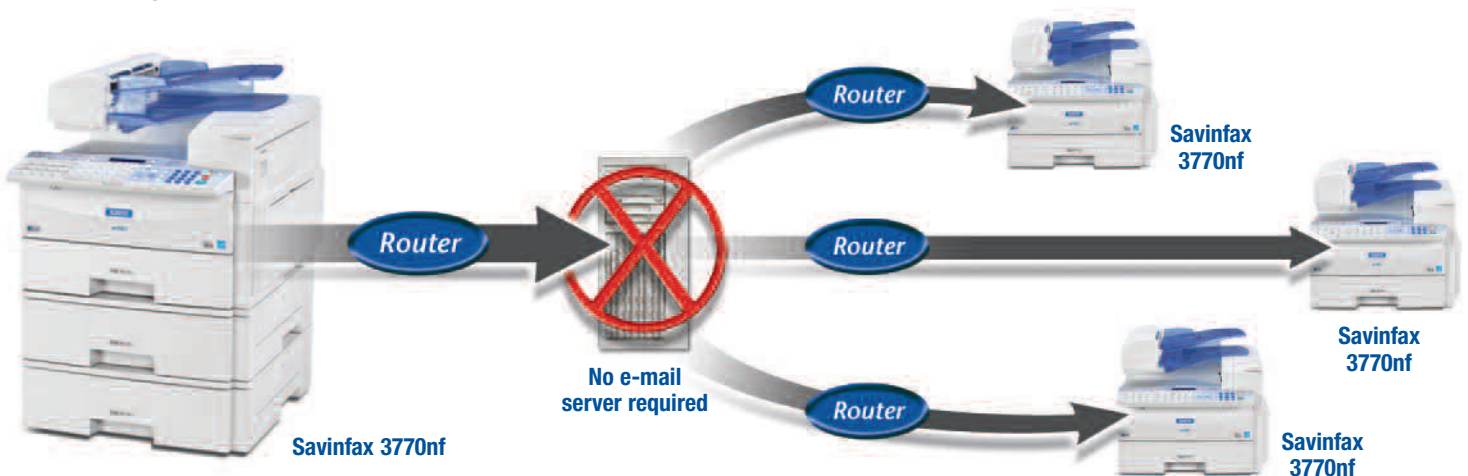 Router
Savinfax
3770nf
Router
Router
Savinfax
3770nf
No e-mail
server required
Router
Savinfax 3770nf
Savinfax
3770nf